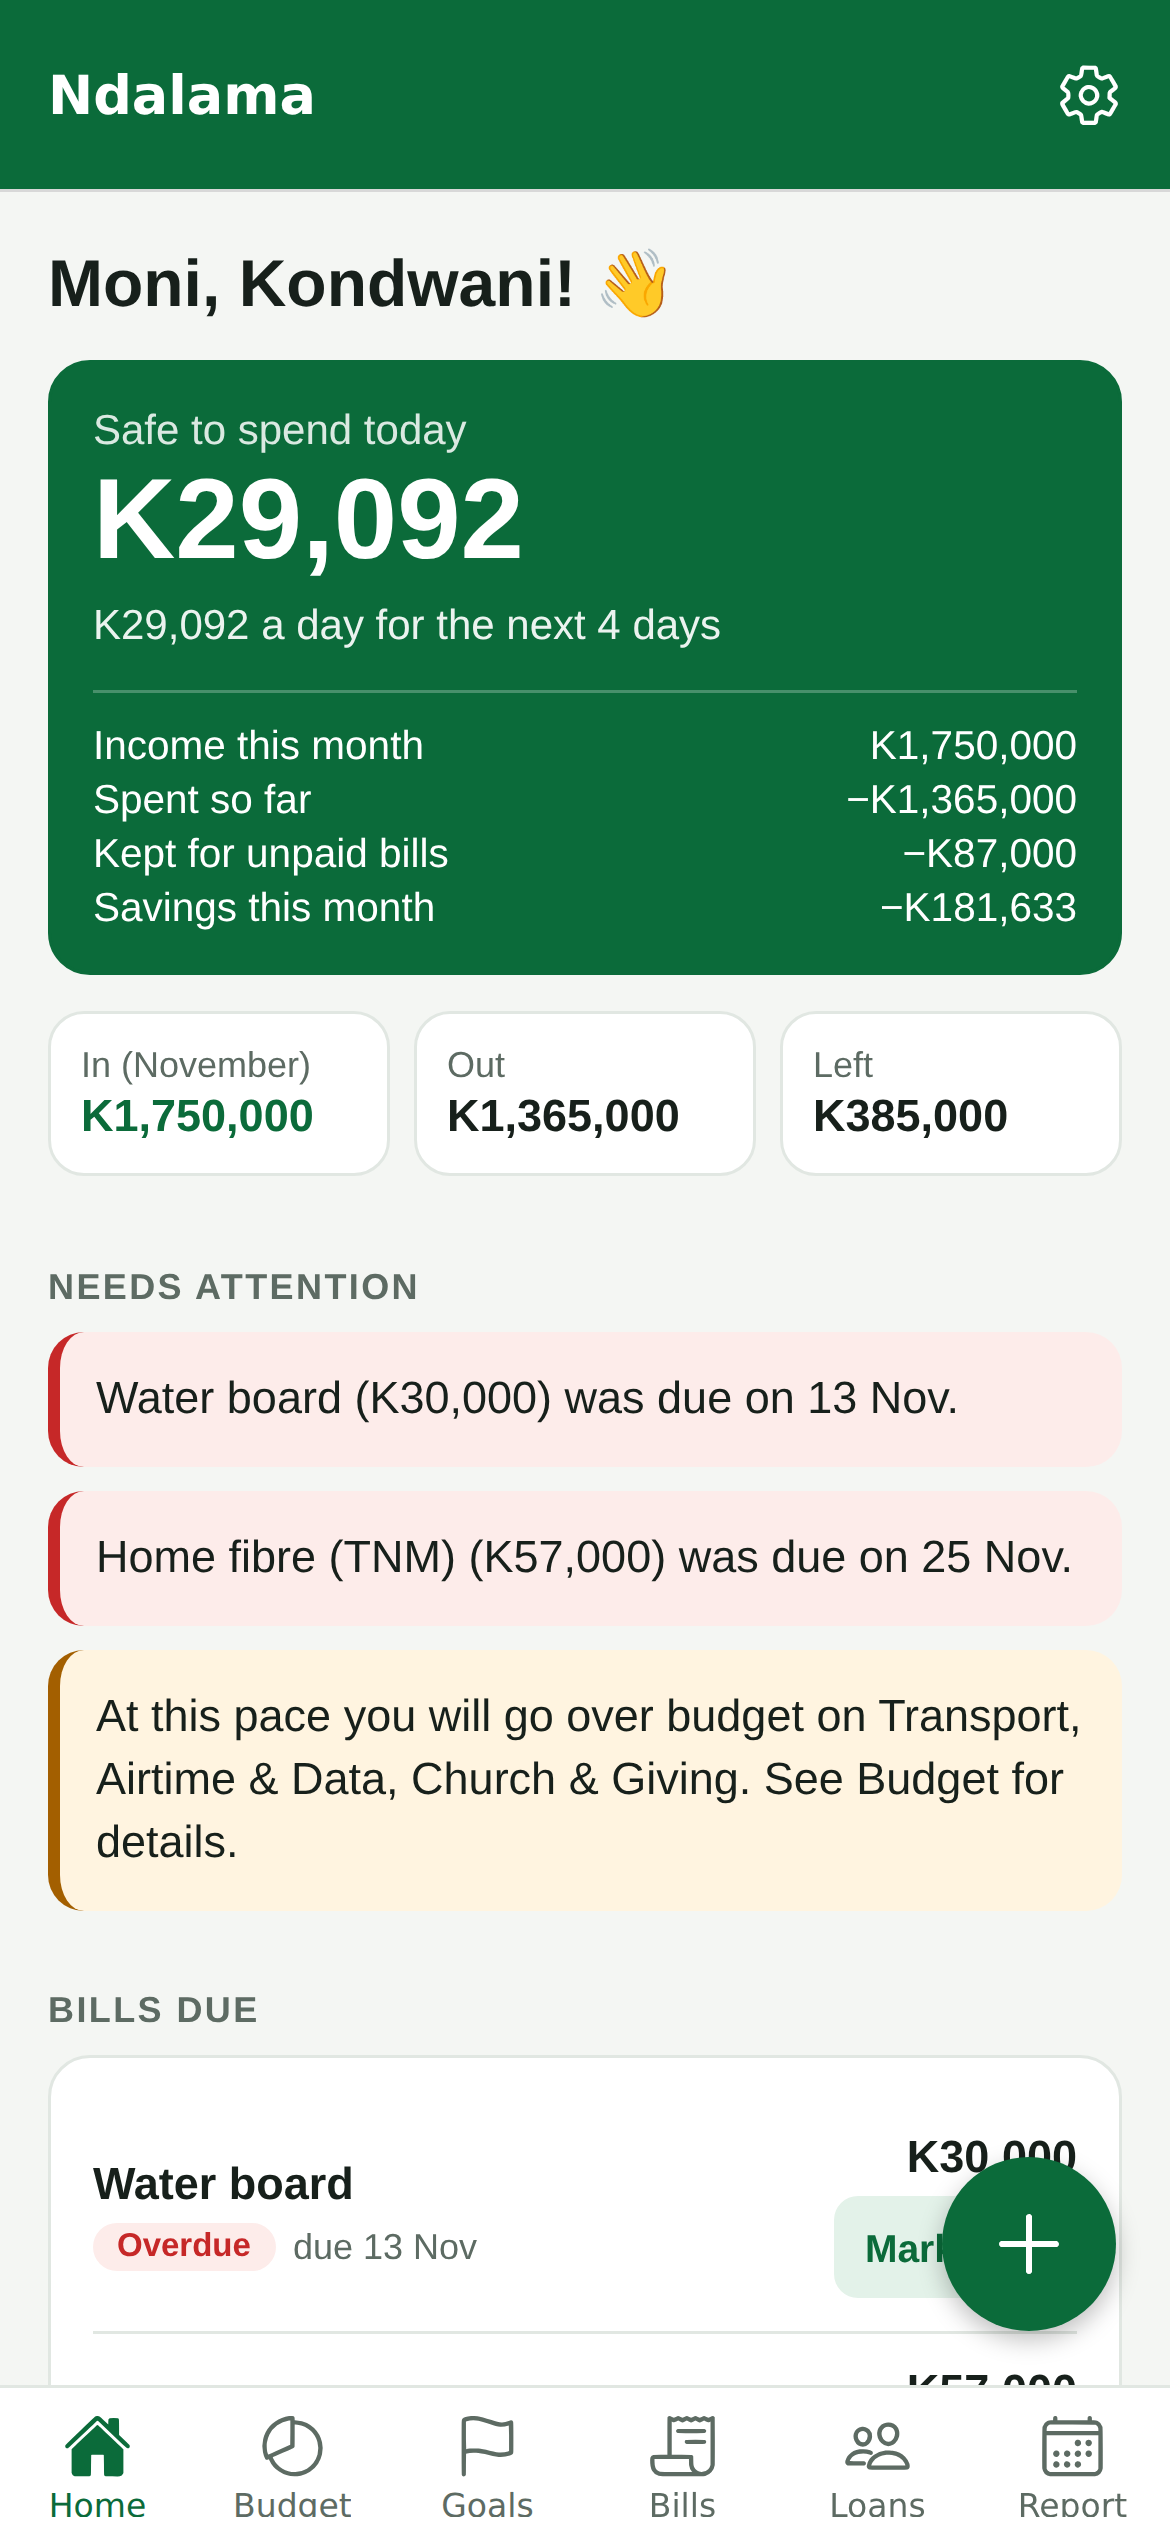 Ndalama
Moni, Kondwani! 👋
Safe to spend today
K29,092
K29,092 a day for the next 4 days
Income this month K1,750,000
Spent so far −K1,365,000
Kept for unpaid bills −K87,000
Savings this month −K181,633
In (November)
K1,750,000
Out
K1,365,000
Left
K385,000
NEEDS ATTENTION
Water board (K30,000) was due on 13 Nov.
Home fibre (TNM) (K57,000) was due on 25 Nov.
At this pace you will go over budget on Transport,
Airtime & Data, Church & Giving. See Budget for
details.
BILLS DUE
Water board
K30,000
Overdue due 13 Nov
Mark
K57,000
Home
Budget
Goals
Bills
Loans
Report